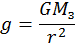 g = GM₃/r²